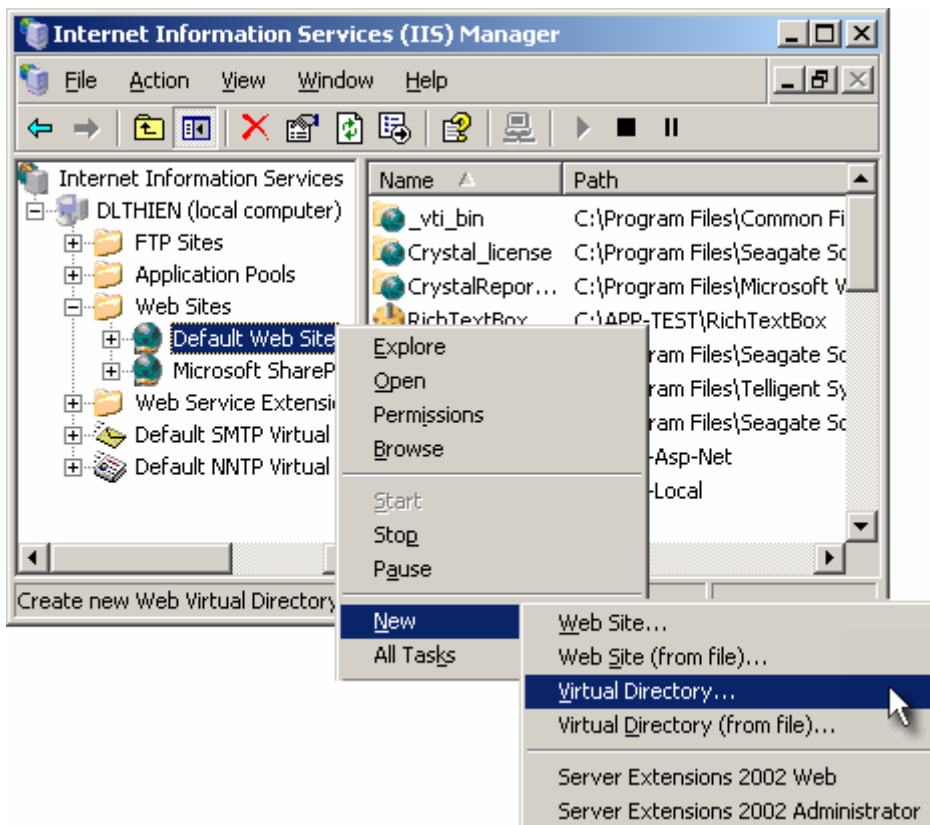 Internet Information Services (IIS) Manager
File Action View Window Help
Internet Information Services
DLTHIEN (local computer)
FTP Sites
Application Pools
Web Sites
Default Web Site
Microsoft ShareP
Web Service Extensi
Default SMTP Virtual
Default NNTP Virtual
Name Path
_vti_bin C:\Program Files\Common Fi
Crystal_license C:\Program Files\Seagate So
CrystalRepor... C:\Program Files\Microsoft V
RichTextBox C:\APP-TEST\RichTextBox
ram Files\Seagate So
ram Files\Telligent Sy
ram Files\Seagate So
-Asp-Net
-Local
Explore
Open
Permissions
Browse
Start
Stop
Pause
New
All Tasks
Web Site...
Web Site (from file)...
Virtual Directory...
Virtual Directory (from file)...
Server Extensions 2002 Web
Server Extensions 2002 Administrator
Create new Web Virtual Directory